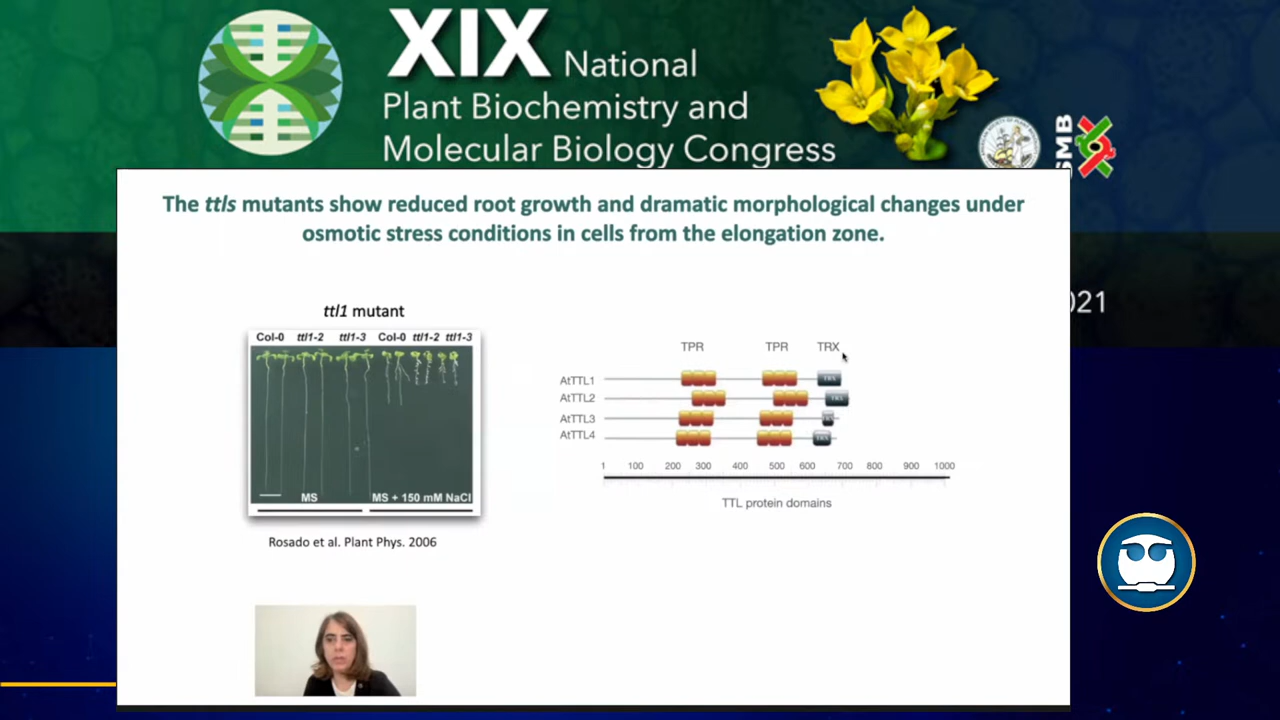 XIX National
Plant Biochemistry and
Molecular Biology Congress
SMB
021
The ttls mutants show reduced root growth and dramatic morphological changes under
osmotic stress conditions in cells from the elongation zone.
ttl1 mutant
Col-0 ttl1-2 ttl1-3 Col-0 ttl1-2 ttl1-3
MS MS + 150 mM NaCl
Rosado et al. Plant Phys. 2006
TPR TPR TRX
AtTTL1 TRX
AtTTL2 TRX
AtTTL3
AtTTL4 TRX
1 100 200 300 400 500 600 700 800 900 1000
TTL protein domains